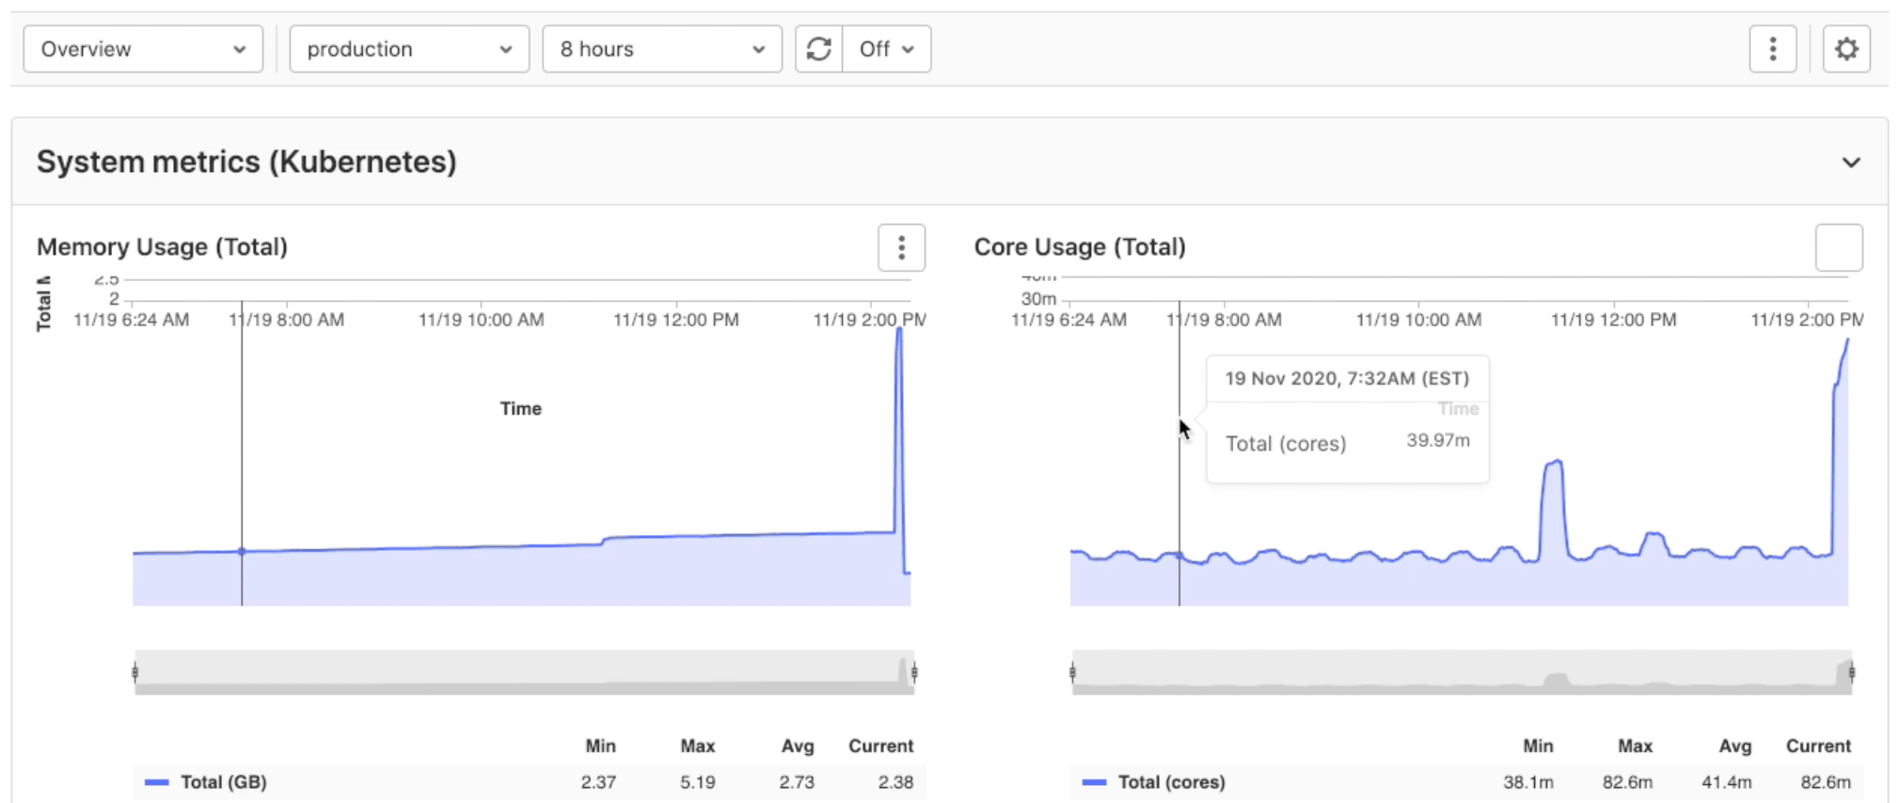 Overview production 8 hours Off
System metrics (Kubernetes)
Memory Usage (Total)
Total M
2.5
2
11/19 6:24 AM 11/19 8:00 AM 11/19 10:00 AM 11/19 12:00 PM 11/19 2:00 PM
Time
Min Max Avg Current
Total (GB) 2.37 5.19 2.73 2.38
Core Usage (Total)
40m
30m
11/19 6:24 AM 11/19 8:00 AM 11/19 10:00 AM 11/19 12:00 PM 11/19 2:00 PM
19 Nov 2020, 7:32AM (EST)
Time
Total (cores) 39.97m
Min Max Avg Current
Total (cores) 38.1m 82.6m 41.4m 82.6m